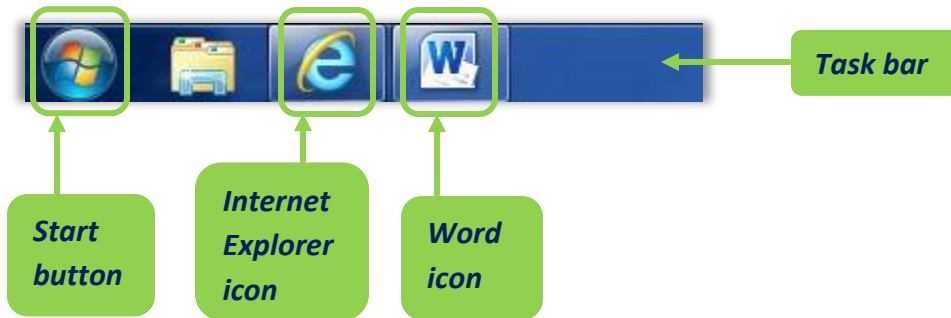 Task bar
Start
button
Internet
Explorer
icon
Word
icon